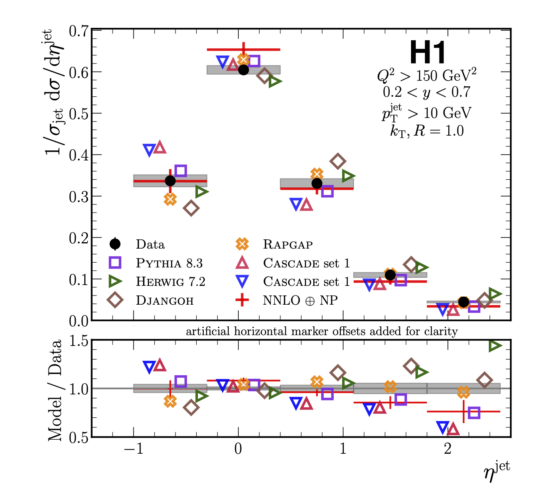 H1
Q² > 150 GeV²
0.2 < y < 0.7
p_T^jet > 10 GeV
k_T, R = 1.0
1/σ_jet dσ/dη^jet
0.7
0.6
0.5
0.4
0.3
0.2
0.1
0.0
Data
PYTHIA 8.3
HERWIG 7.2
DJANGOH
RAPGAP
CASCADE set 1
CASCADE set 1
NNLO ⊕ NP
artificial horizontal marker offsets added for clarity
Model / Data
1.5
1.0
0.5
−1 0 1 2
η^jet